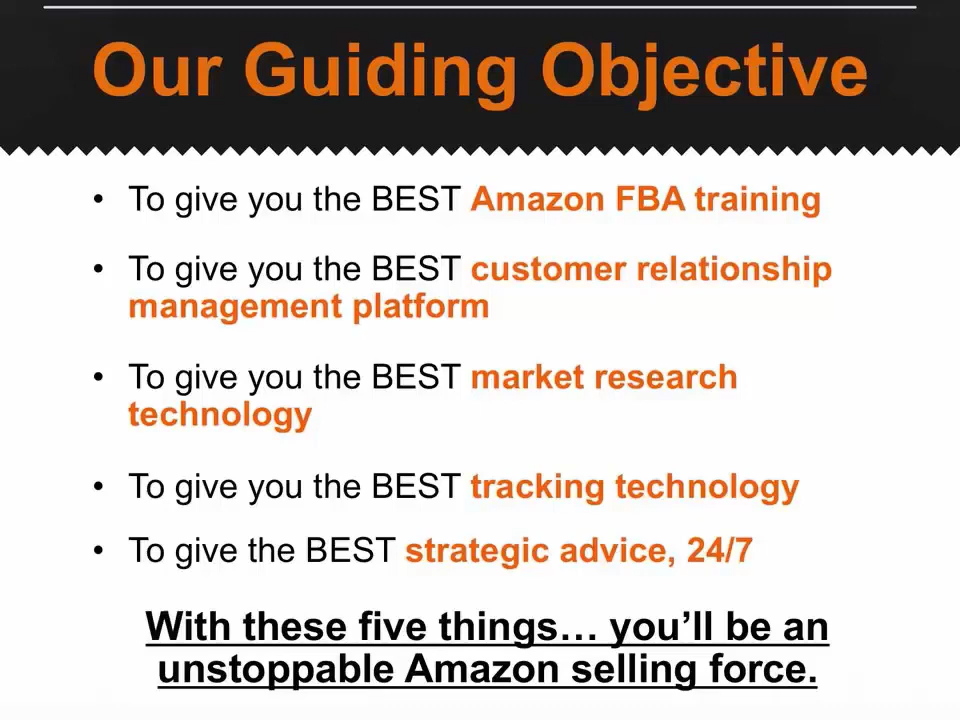 Our Guiding Objective
• To give you the BEST Amazon FBA training
• To give you the BEST customer relationship
management platform
• To give you the BEST market research
technology
• To give you the BEST tracking technology
• To give the BEST strategic advice, 24/7
With these five things… you’ll be an
unstoppable Amazon selling force.